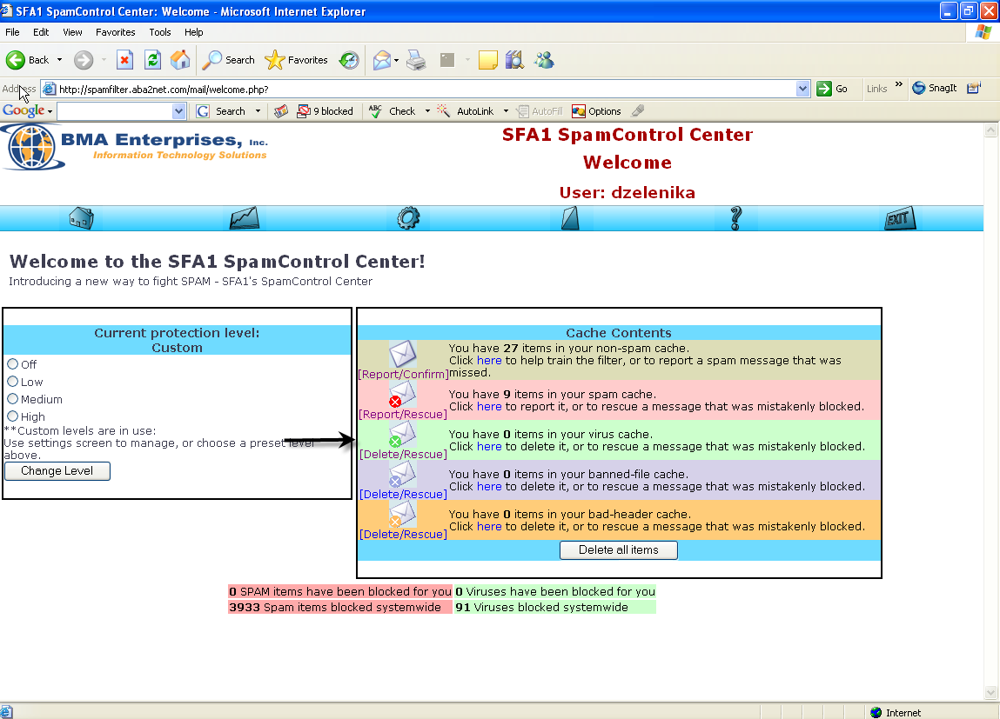 SFA1 SpamControl Center: Welcome - Microsoft Internet Explorer
File Edit View Favorites Tools Help
Back Search Favorites
Address http://spamfilter.aba2net.com/mail/welcome.php? Go Links » SnagIt
Google Search 9 blocked ABC Check AutoLink AutoFill Options
BMA Enterprises, Inc.
Information Technology Solutions
SFA1 SpamControl Center
Welcome
User: dzelenika
? EXIT
Welcome to the SFA1 SpamControl Center!
Introducing a new way to fight SPAM - SFA1's SpamControl Center
Current protection level:
Custom
Off
Low
Medium
High
**Custom levels are in use:
Use settings screen to manage, or choose a preset level
above.
Change Level
Cache Contents
You have 27 items in your non-spam cache.
Click here to help train the filter, or to report a spam message that was
missed.
[Report/Confirm]
You have 9 items in your spam cache.
Click here to report it, or to rescue a message that was mistakenly blocked.
[Report/Rescue]
You have 0 items in your virus cache.
Click here to delete it, or to rescue a message that was mistakenly blocked.
[Delete/Rescue]
You have 0 items in your banned-file cache.
Click here to delete it, or to rescue a message that was mistakenly blocked.
[Delete/Rescue]
You have 0 items in your bad-header cache.
Click here to delete it, or to rescue a message that was mistakenly blocked.
[Delete/Rescue]
Delete all items
0 SPAM items have been blocked for you 0 Viruses have been blocked for you
3933 Spam items blocked systemwide 91 Viruses blocked systemwide
Internet